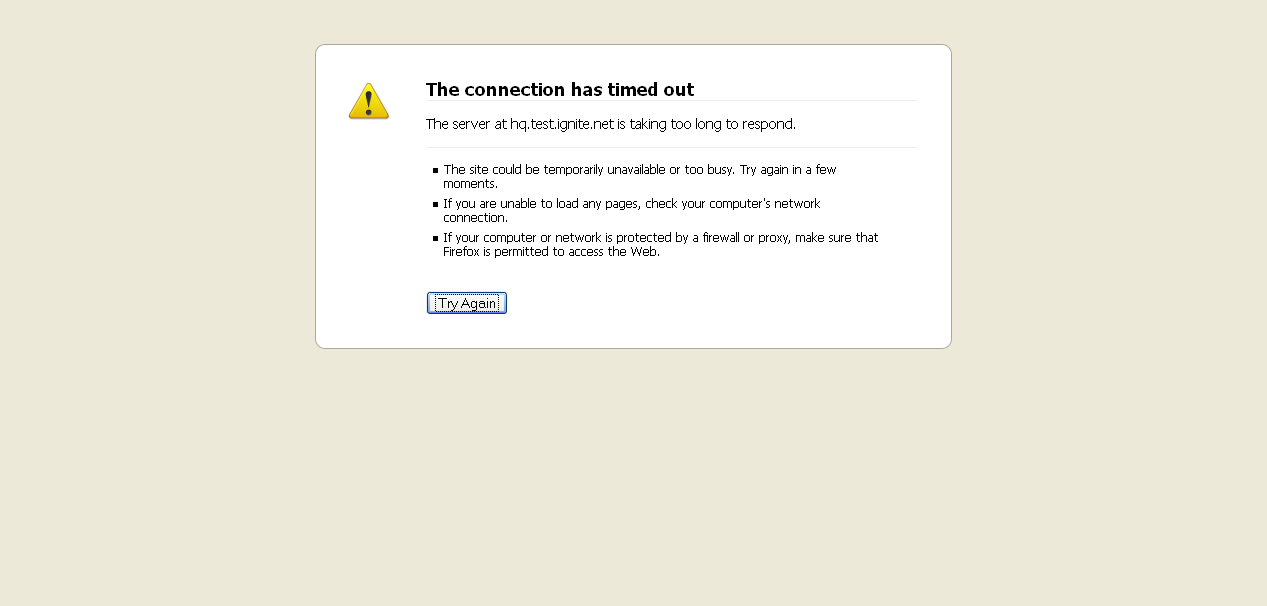 The connection has timed out
The server at hq.test.ignite.net is taking too long to respond.
The site could be temporarily unavailable or too busy. Try again in a few
moments.
If you are unable to load any pages, check your computer's network
connection.
If your computer or network is protected by a firewall or proxy, make sure that
Firefox is permitted to access the Web.
Try Again